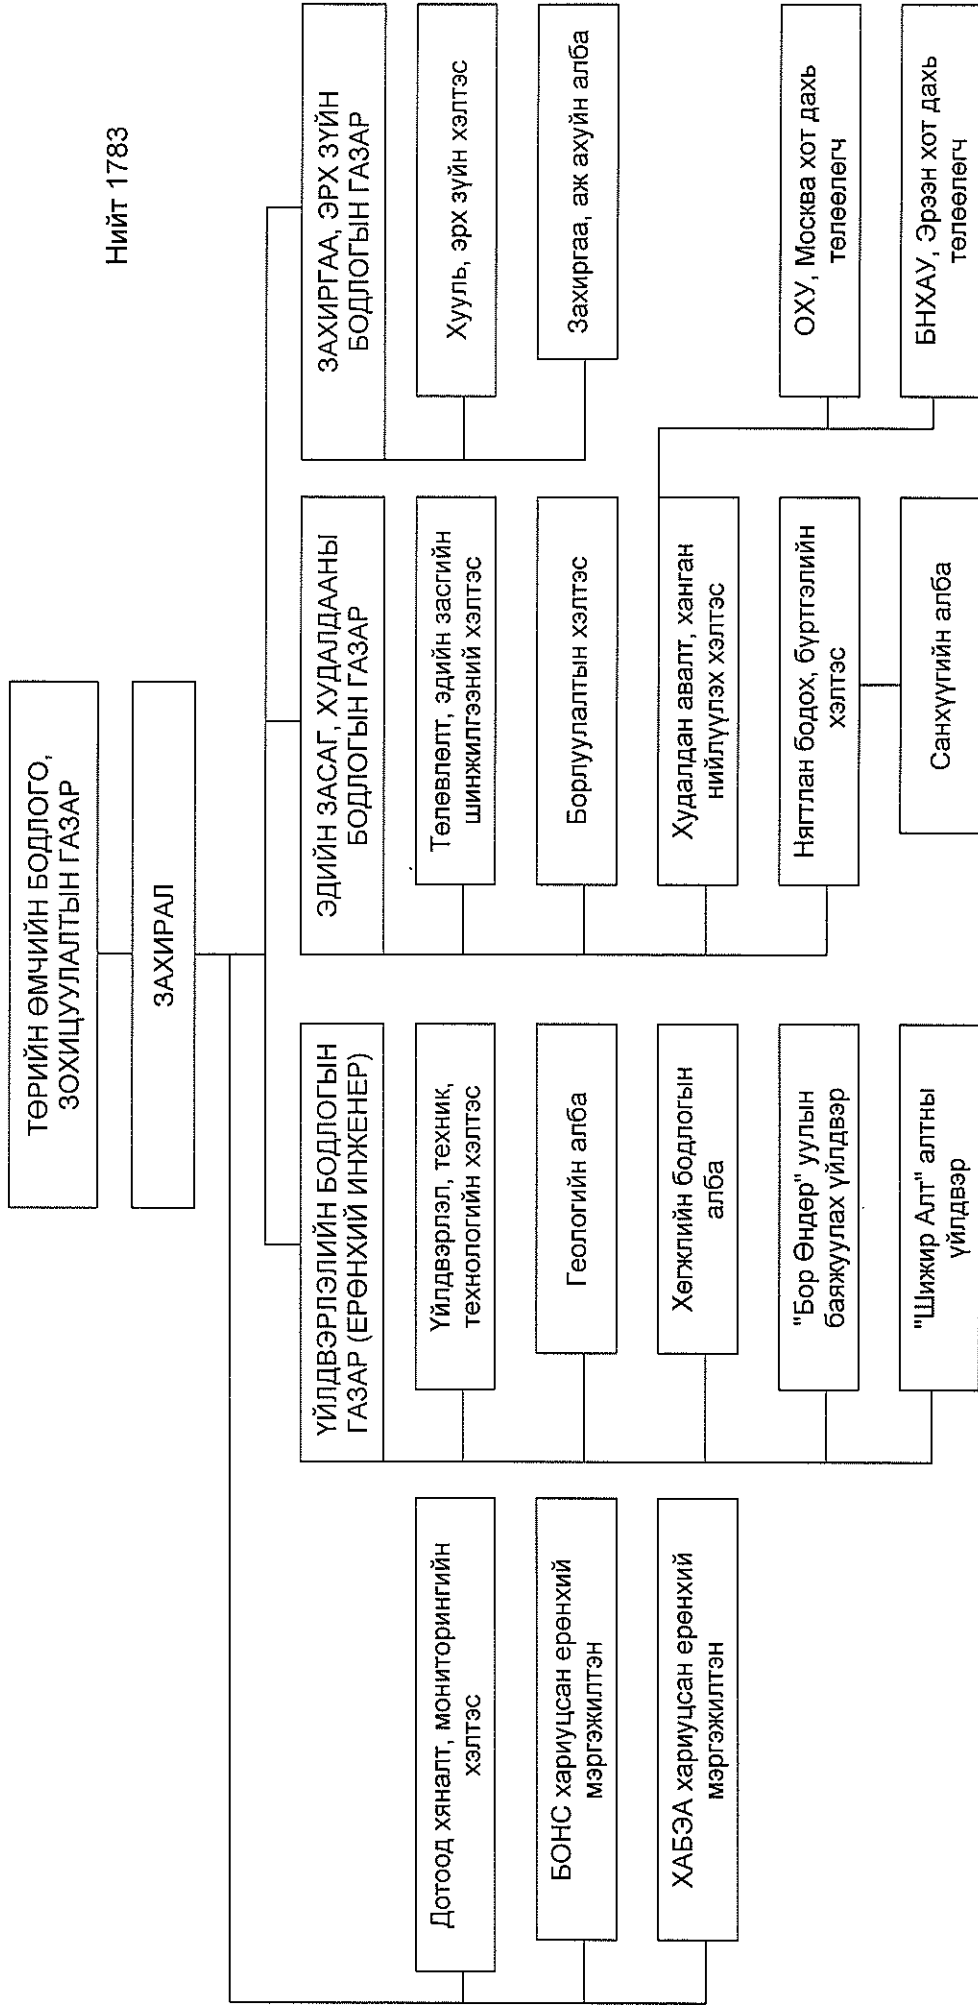 ТӨРИЙН ӨМЧИЙН БОДЛОГО,
ЗОХИЦУУЛАЛТЫН ГАЗАР
ЗАХИРАЛ
Нийт 1783
Дотоод хяналт, мониторингийн
хэлтэс
БОНС хариуцсан ерөнхий
мэргэжилтэн
ХАБЭА хариуцсан ерөнхий
мэргэжилтэн
ҮЙЛДВЭРЛЭЛИЙН БОДЛОГЫН
ГАЗАР (ЕРӨНХИЙ ИНЖЕНЕР)
Үйлдвэрлэл, техник,
технологийн хэлтэс
Геологийн алба
Хөгжлийн бодлогын
алба
"Бор Өндөр" уулын
баяжуулах үйлдвэр
"Шижир Алт" алтны
үйлдвэр
ЭДИЙН ЗАСАГ, ХУДАЛДААНЫ
БОДЛОГЫН ГАЗАР
Төлөвлөлт, эдийн засгийн
шинжилгээний хэлтэс
Борлуулалтын хэлтэс
Худалдан авалт, ханган
нийлүүлэх хэлтэс
Нягтлан бодох, бүртгэлийн
хэлтэс
Санхүүгийн алба
ЗАХИРГАА, ЭРХ ЗҮЙН
БОДЛОГЫН ГАЗАР
Хууль, эрх зүйн хэлтэс
Захиргаа, аж ахуйн алба
ОХУ, Москва хот дахь
төлөөлөгч
БНХАУ, Эрээн хот дахь
төлөөлөгч